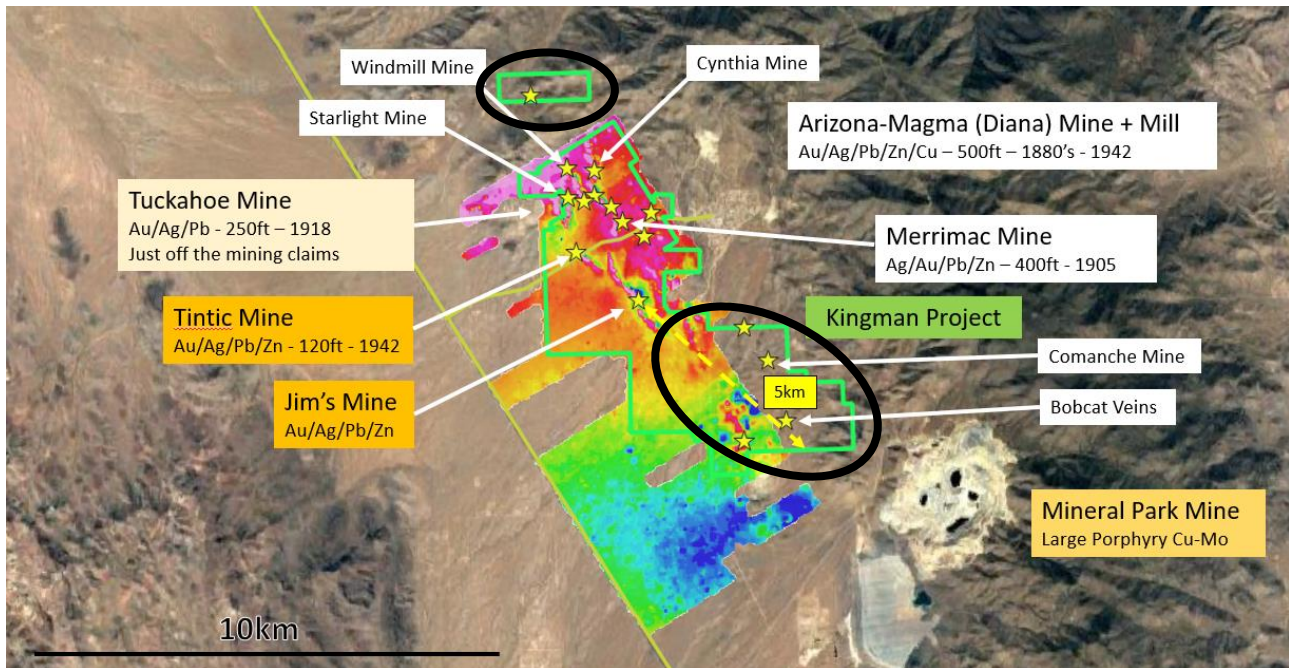 Windmill Mine
Cynthia Mine
Starlight Mine
Arizona-Magma (Diana) Mine + Mill
Au/Ag/Pb/Zn/Cu – 500ft – 1880's - 1942
Tuckahoe Mine
Au/Ag/Pb - 250ft – 1918
Just off the mining claims
Merrimac Mine
Ag/Au/Pb/Zn – 400ft - 1905
Tintic Mine
Au/Ag/Pb/Zn - 120ft - 1942
Kingman Project
Comanche Mine
5km
Jim's Mine
Au/Ag/Pb/Zn
Bobcat Veins
Mineral Park Mine
Large Porphyry Cu-Mo
10km